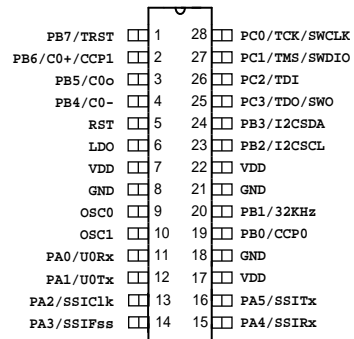 PB7/TRST 1 28 PC0/TCK/SWCLK
PB6/C0+/CCP1 2 27 PC1/TMS/SWDIO
PB5/C0o 3 26 PC2/TDI
PB4/C0- 4 25 PC3/TDO/SWO
RST 5 24 PB3/I2CSDA
LDO 6 23 PB2/I2CSCL
VDD 7 22 VDD
GND 8 21 GND
OSC0 9 20 PB1/32KHz
OSC1 10 19 PB0/CCP0
PA0/U0Rx 11 18 GND
PA1/U0Tx 12 17 VDD
PA2/SSIClk 13 16 PA5/SSITx
PA3/SSIFss 14 15 PA4/SSIRx